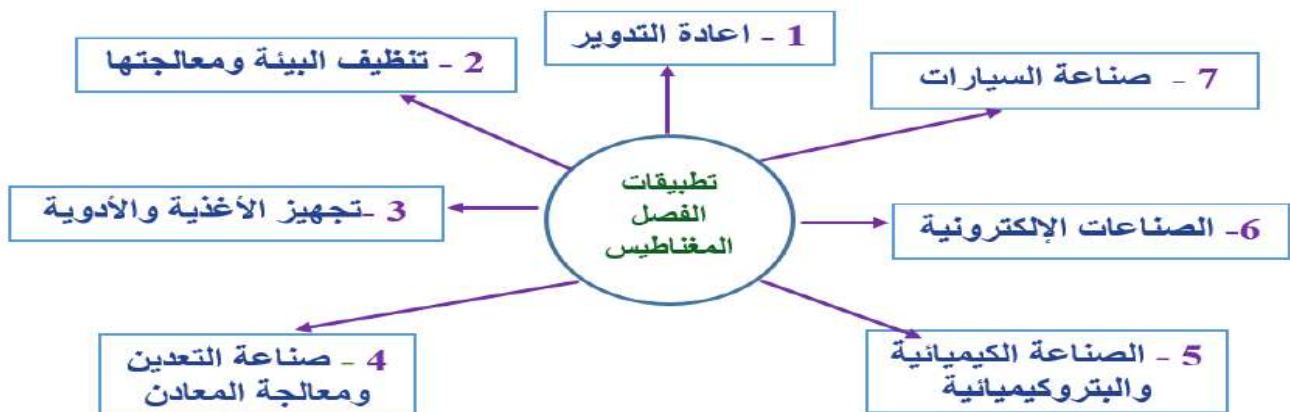 1 - اعادة التدوير
2 - تنظيف البيئة ومعالجتها
7 - صناعة السيارات
تطبيقات
الفصل
المغناطيس
3 -تجهيز الأغذية والأدوية
6- الصناعات الإلكترونية
4 - صناعة التعدين
ومعالجة المعادن
5 - الصناعة الكيميائية
والبتروكيميائية